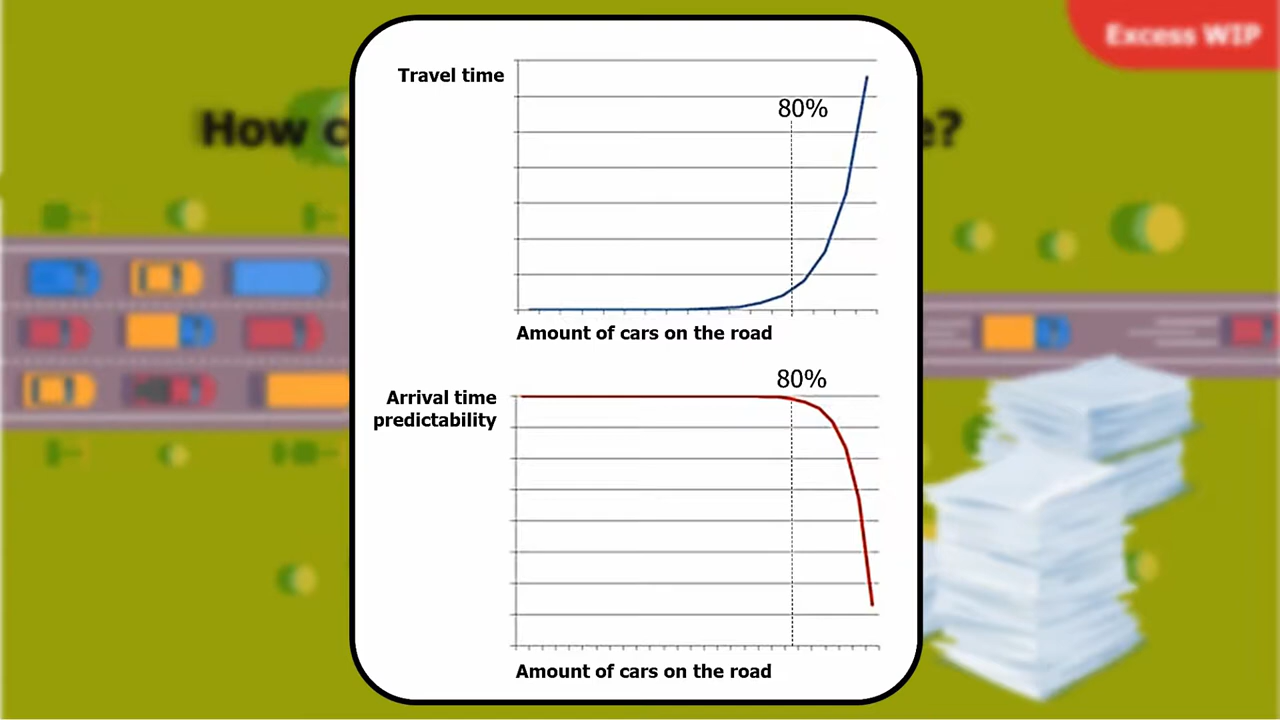 Excess WIP
How
e?
Travel time
80%
Amount of cars on the road
80%
Arrival time
predictability
Amount of cars on the road